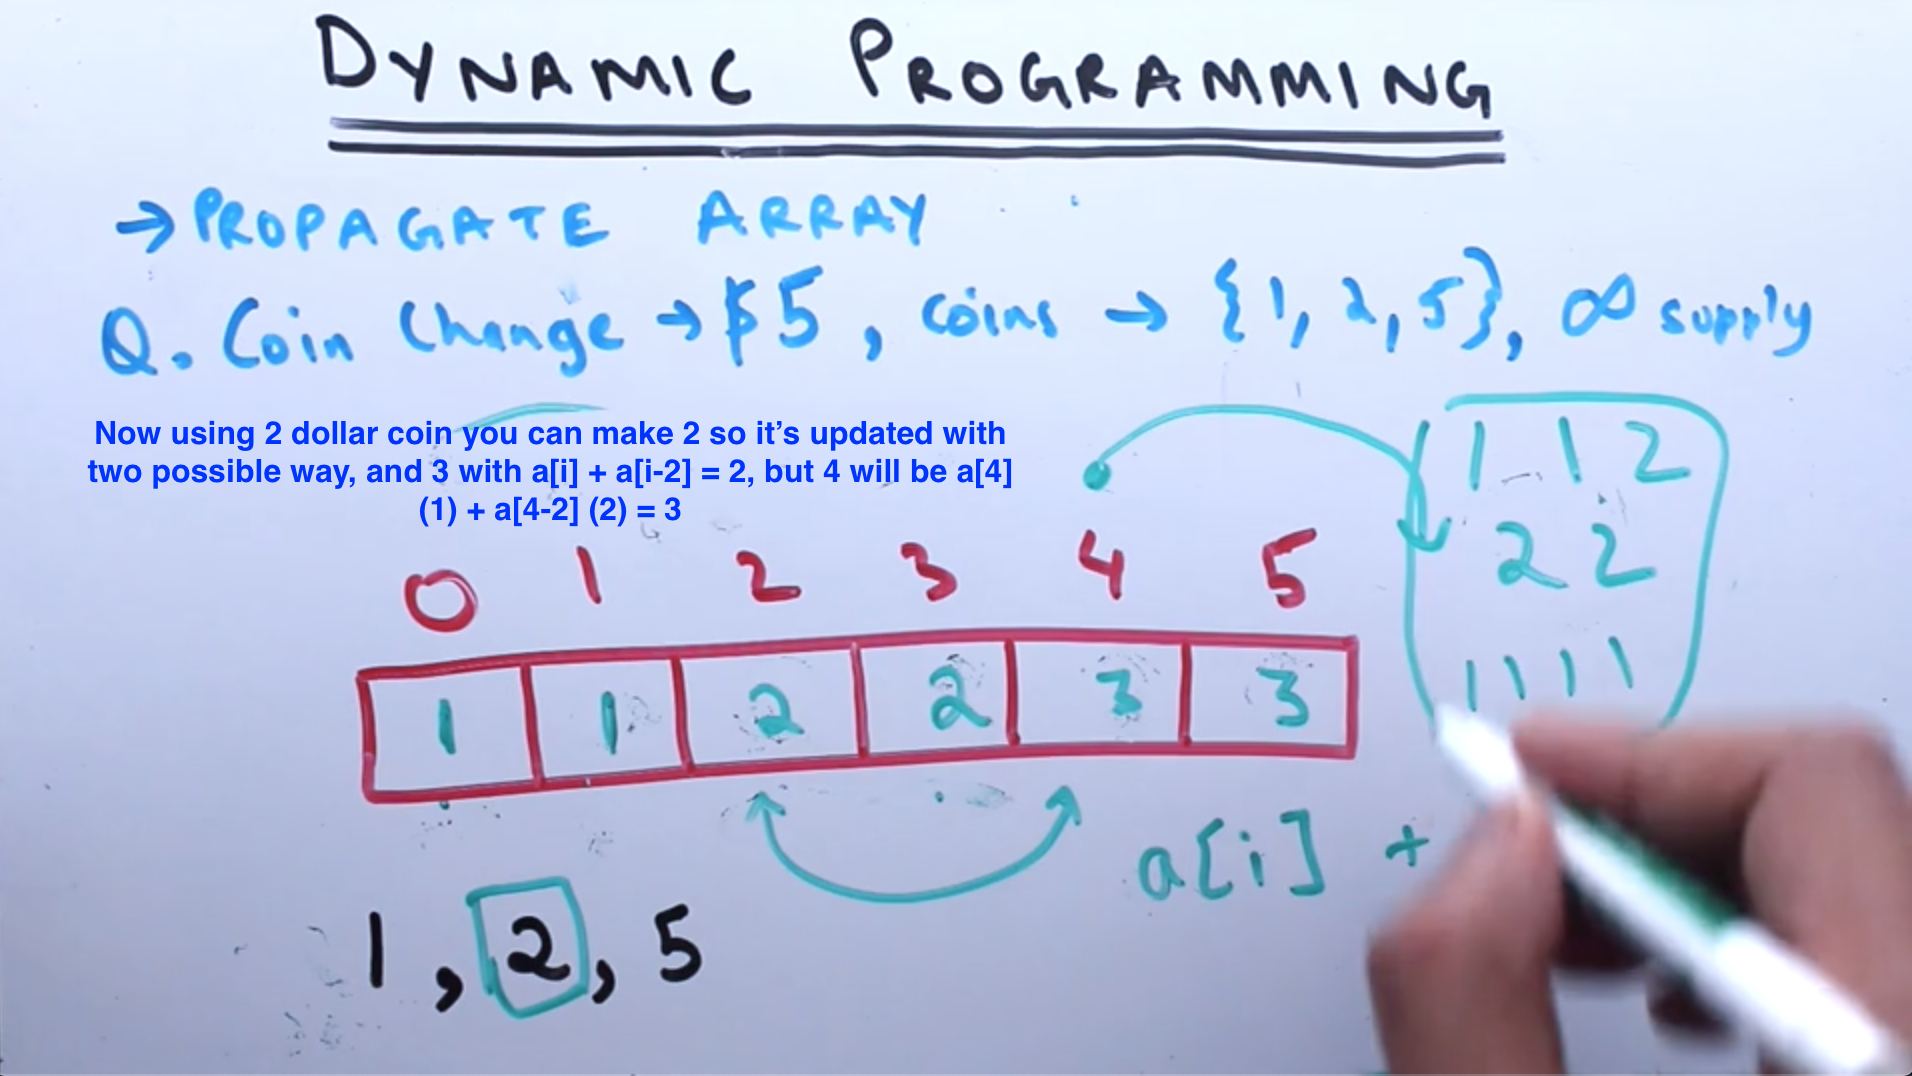 DYNAMIC PROGRAMMING
→ PROPAGATE ARRAY
Q. Coin Change → $5, coins → {1, 2, 5}, ∞ supply
Now using 2 dollar coin you can make 2 so it’s updated with
two possible way, and 3 with a[i] + a[i-2] = 2, but 4 will be a[4]
(1) + a[4-2] (2) = 3
1 1 2
2 2
1 1 1 1
0 1 2 3 4 5
1 1 2 2 3 3
a[i] +
1, 2, 5